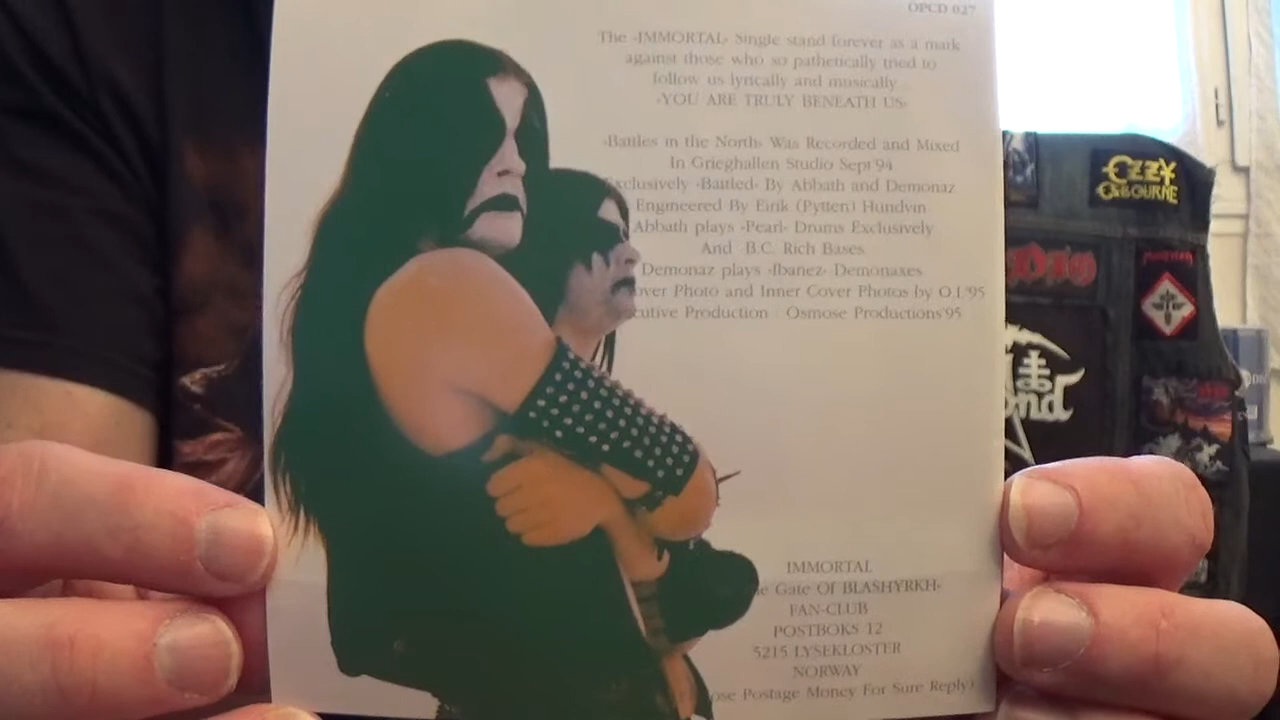 OPCD 027
The -IMMORTAL- Single stand forever as a mark
against those who so pathetically tried to
follow us lyrically and musically
-YOU ARE TRULY BENEATH US-
-Battles in the North- Was Recorded and Mixed
In Grieghallen Studio Sept'94
Exclusively -Battled- By Abbath and Demonaz
Engineered By Eirik (Pytten) Hundvin
Abbath plays -Pearl- Drums Exclusively
And B.C. Rich Bases
Demonaz plays -Ibanez- Demonaxes
over Photo and Inner Cover Photos by O.I.'95
cutive Production : Osmose Productions'95
IMMORTAL
e Gate Of BLASHYRKH-
FAN-CLUB
POSTBOKS 12
5215 LYSEKLOSTER
NORWAY
ose Postage Money For Sure Reply)
OZZY
OSBOURNE
DIO
ond